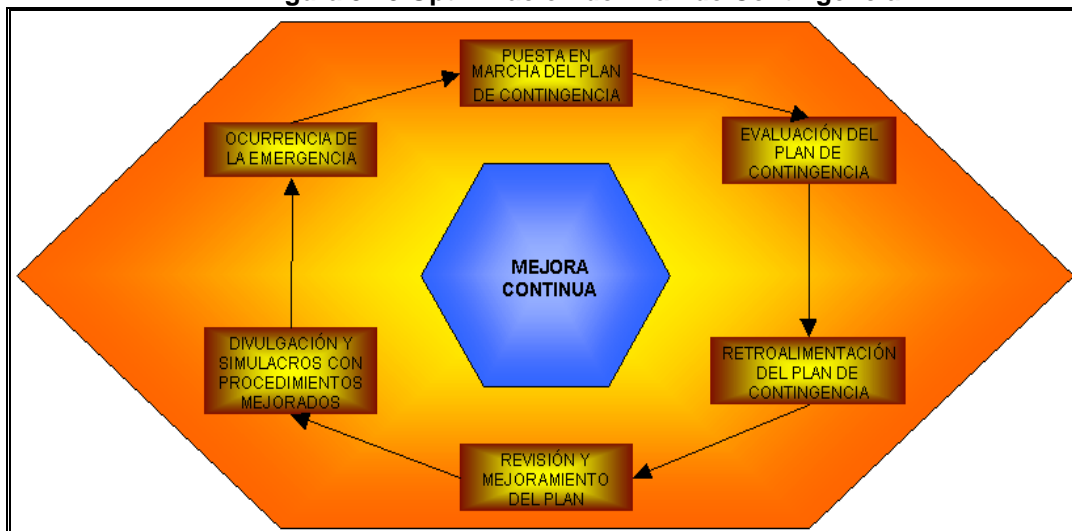 PUESTA EN
MARCHA DEL PLAN
DE CONTINGENCIA
OCURRENCIA DE
LA EMERGENCIA
EVALUACIÓN DEL
PLAN DE
CONTINGENCIA
MEJORA
CONTINUA
DIVULGACIÓN Y
SIMULACROS CON
PROCEDIMIENTOS
MEJORADOS
RETROALIMENTACIÓN
DEL PLAN DE
CONTINGENCIA
REVISIÓN Y
MEJORAMIENTO
DEL PLAN